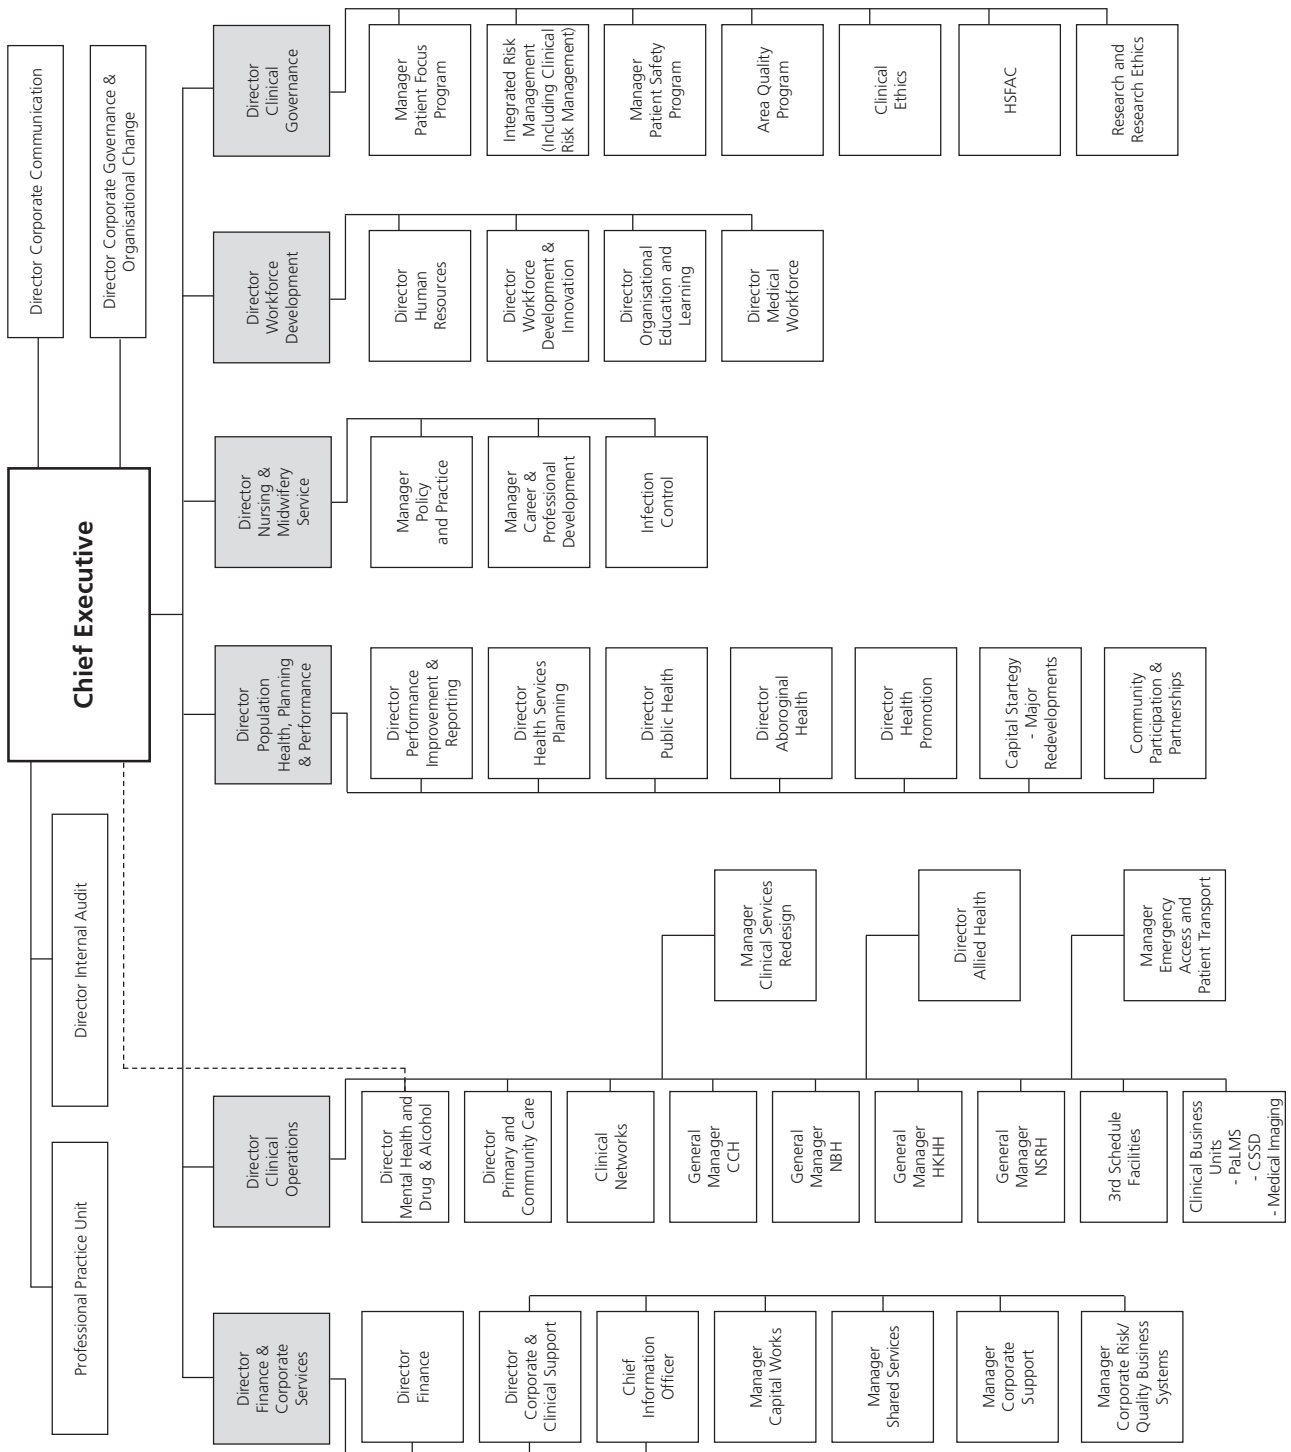 Chief Executive
Director Corporate Communication
Director Corporate Governance &
Organisational Change
Professional Practice Unit
Director Internal Audit
Director
Finance &
Corporate
Services
Director
Finance
Director
Corporate &
Clinical Support
Chief
Information
Officer
Manager
Capital Works
Manager
Shared Services
Manager
Corporate
Support
Manager
Corporate Risk/
Quality Business
Systems
Director
Clinical
Operations
Director
Mental Health and
Drug & Alcohol
Director
Primary and
Community Care
Clinical
Networks
General
Manager
CCH
General
Manager
NBH
General
Manager
HKHH
General
Manager
NSRH
3rd Schedule
Facilities
Clinical Business
Units
- PaLMS
- CSSD
- Medical Imaging
Manager
Clinical Services
Redesign
Director
Allied Health
Manager
Emergency
Access and
Patient Transport
Director
Population
Health, Planning
& Performance
Director
Performance
Improvement &
Reporting
Director
Health Services
Planning
Director
Public Health
Director
Aboroginal
Health
Director
Health
Promotion
Capital Startegy
- Major
Redevelopments
Community
Participation &
Partnerships
Director
Nursing &
Midwifery
Service
Manager
Policy
and Practice
Manager
Career &
Professional
Development
Infection
Control
Director
Workforce
Development
Director
Human
Resources
Director
Workforce
Development &
Innovation
Director
Organisational
Education and
Learning
Director
Medical
Workforce
Director
Clinical
Governance
Manager
Patient Focus
Program
Integrated Risk
Management
(Including Clinical
Risk Management)
Manager
Patient Safety
Program
Area Quality
Program
Clinical
Ethics
HSFAC
Research and
Research Ethics